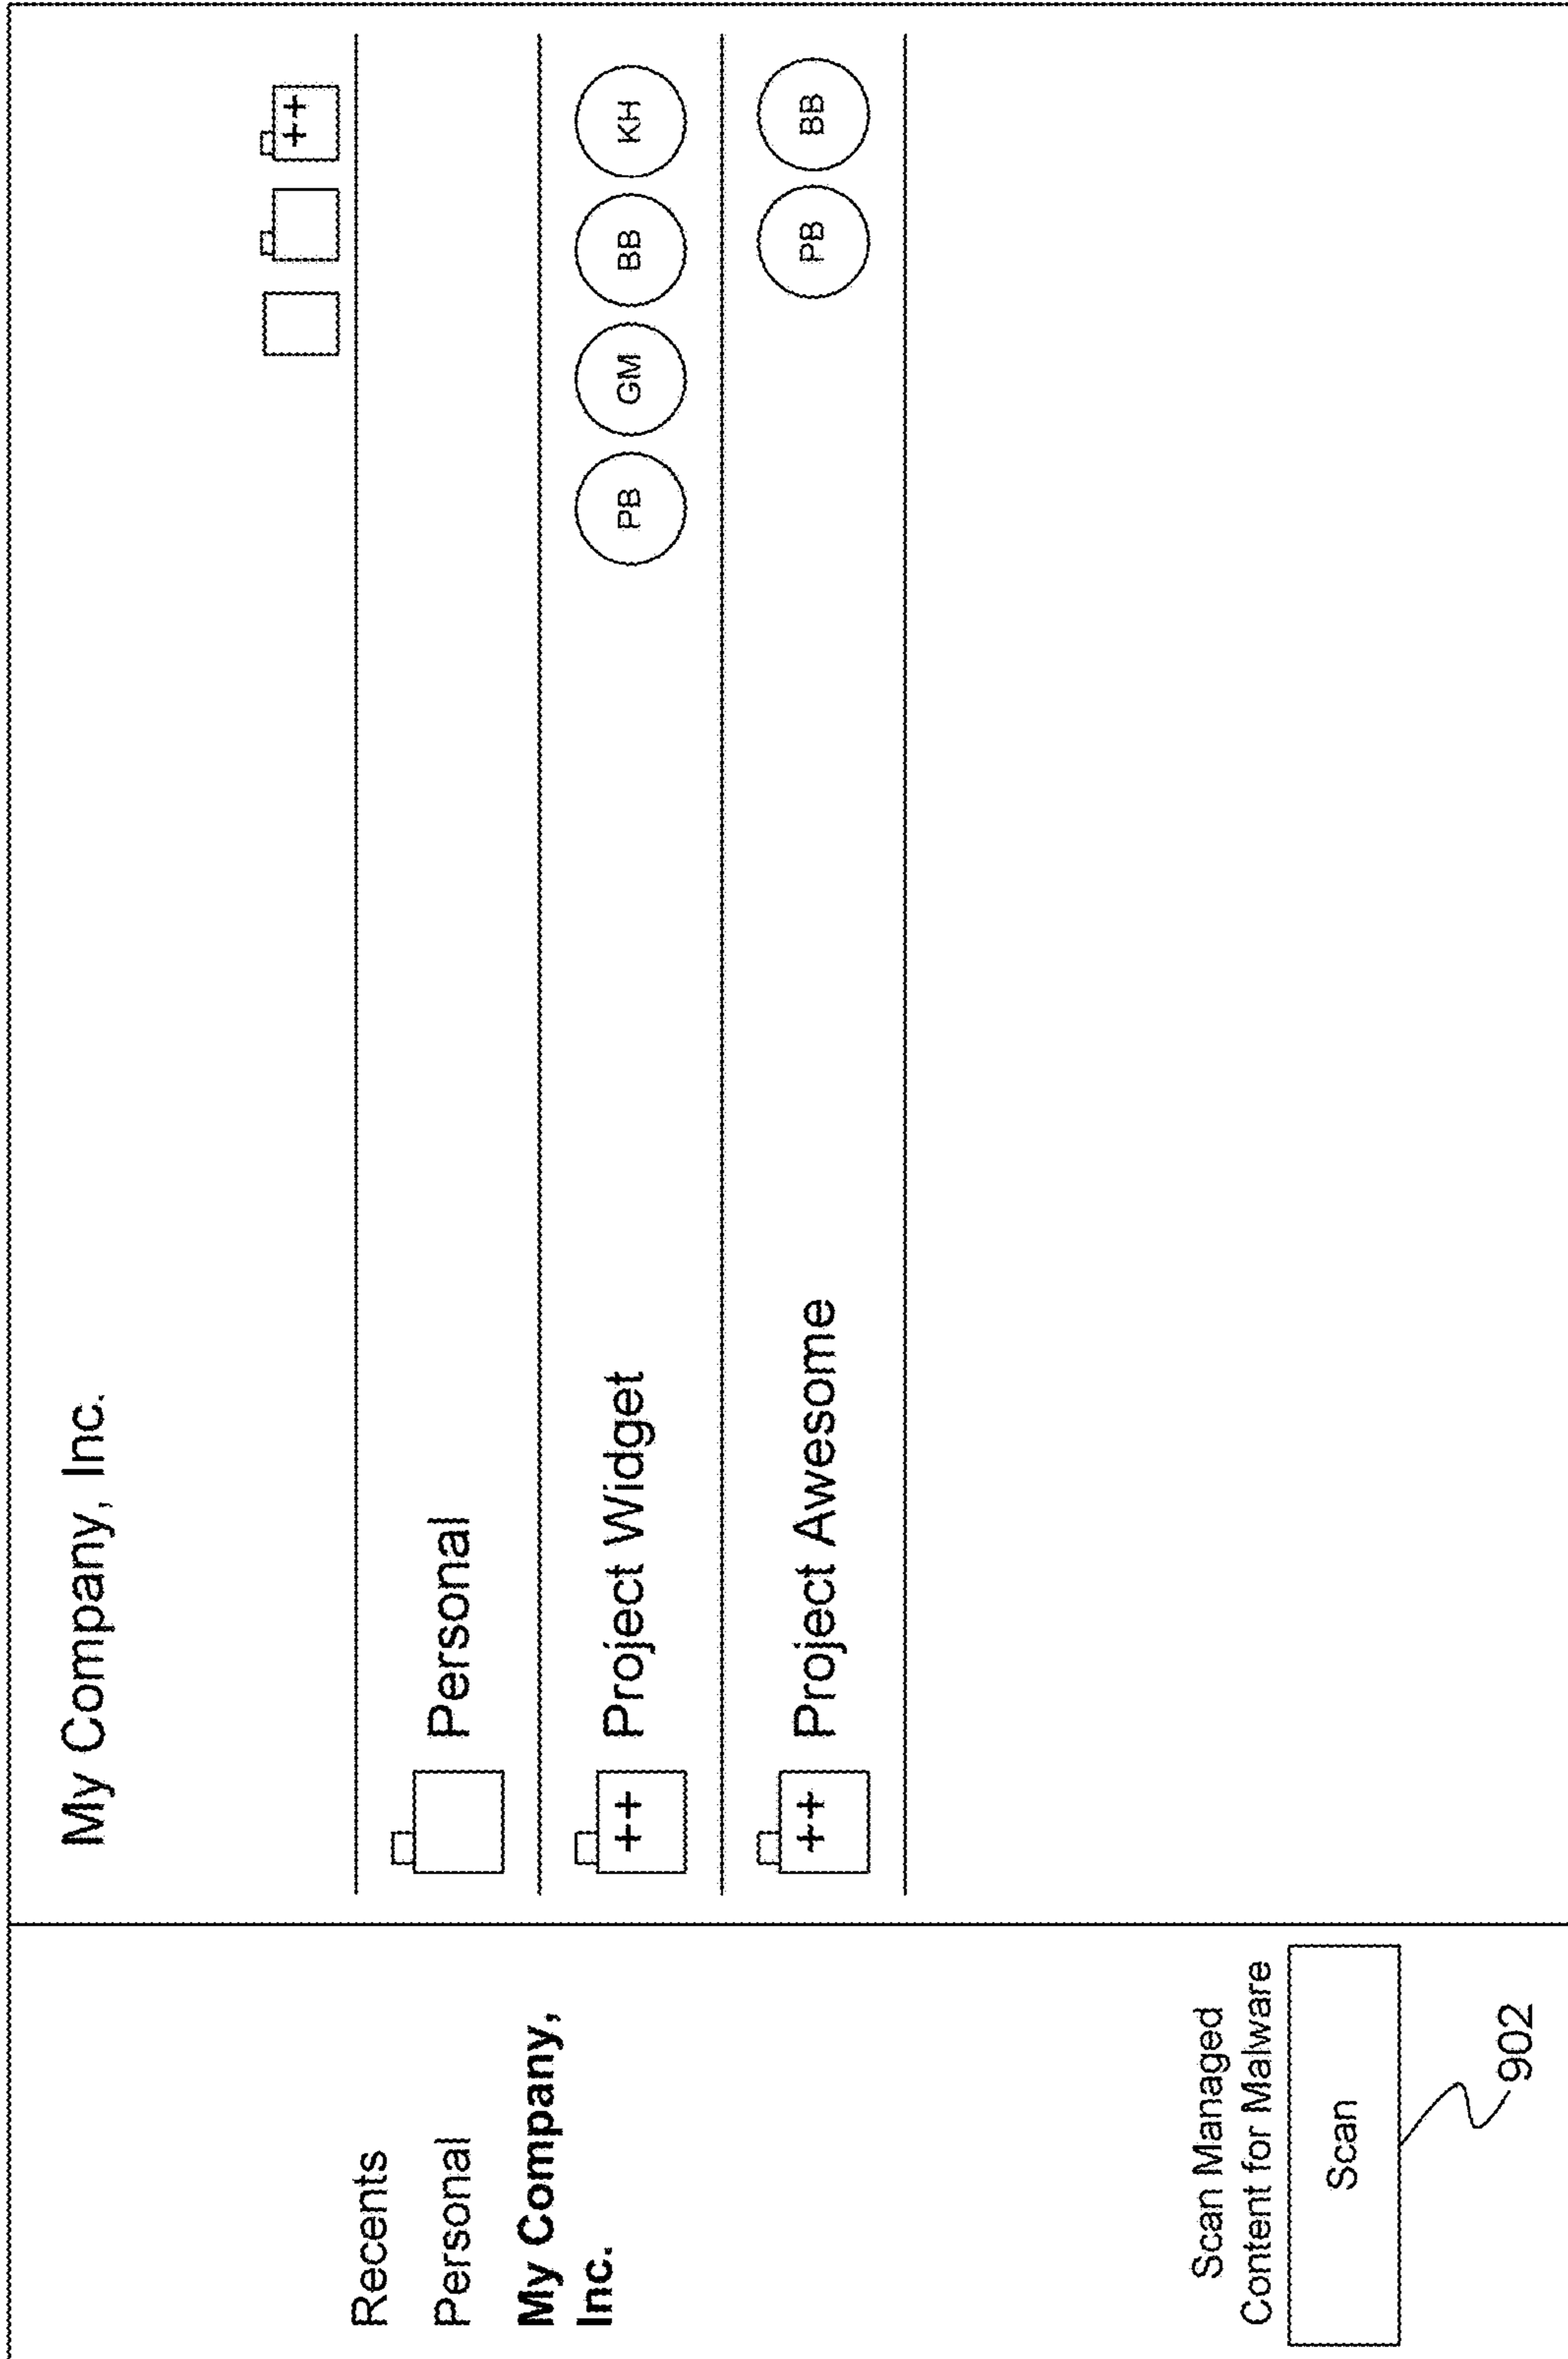 My Company, Inc.
++
Recents
Personal
My Company,
Inc.
Personal
++ Project Widget PB GM BB KH
++ Project Awesome PB BB
Scan Managed
Content for Malware
Scan
902